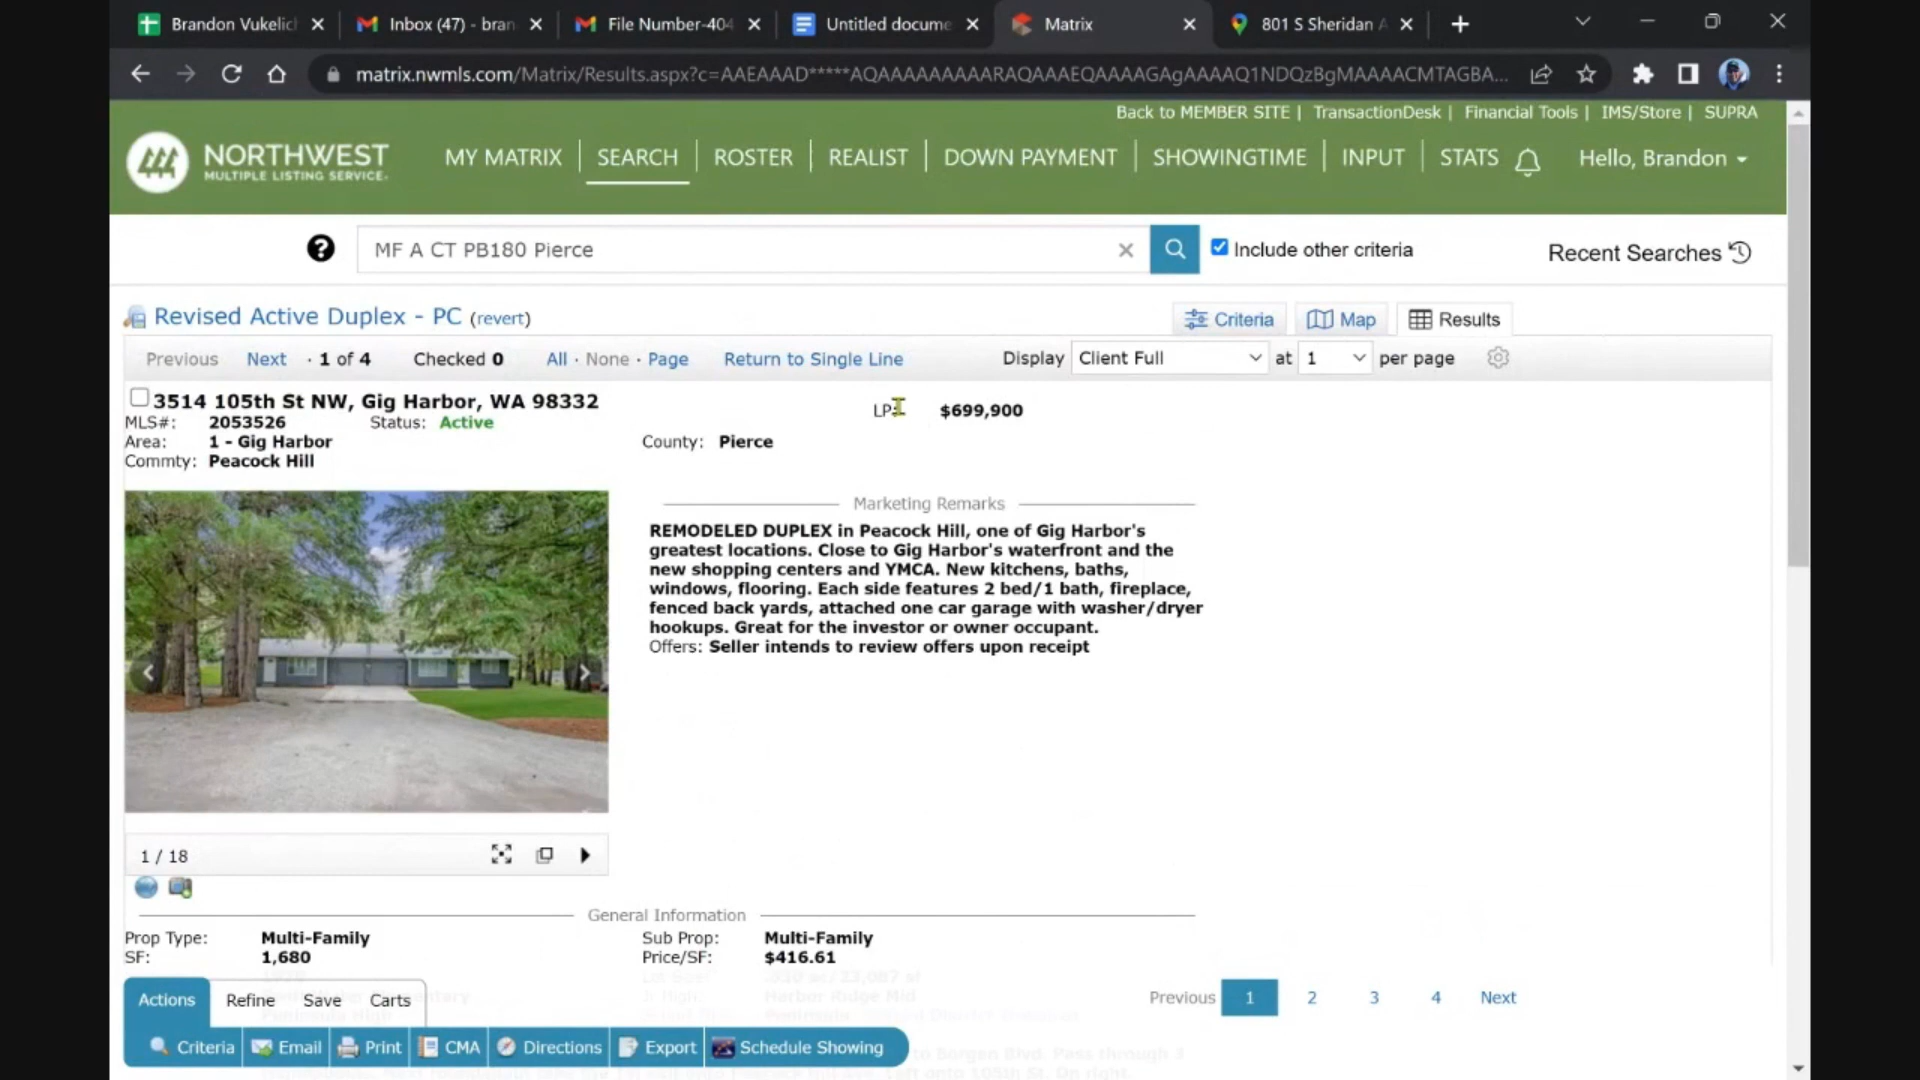 Brandon Vukelic
Inbox (47) - bran
File Number-404
Untitled docume
Matrix
801 S Sheridan A
matrix.nwmls.com/Matrix/Results.aspx?c=AAEAAAD*****AQAAAAAAAAARAQAAAEQAAAAGAgAAAAQ1NDQzBgMAAAACMTAGBA...
Back to MEMBER SITE | TransactionDesk | Financial Tools | IMS/Store | SUPRA
NORTHWEST
MULTIPLE LISTING SERVICE.
MY MATRIX | SEARCH | ROSTER | REALIST | DOWN PAYMENT | SHOWINGTIME | INPUT | STATS
Hello, Brandon
MF A CT PB180 Pierce
Include other criteria
Recent Searches
Revised Active Duplex - PC (revert)
Criteria
Map
Results
Previous Next · 1 of 4 Checked 0 All · None · Page Return to Single Line Display Client Full at 1 per page
3514 105th St NW, Gig Harbor, WA 98332
LP: $699,900
MLS#: 2053526 Status: Active
Area: 1 - Gig Harbor County: Pierce
Commty: Peacock Hill
Marketing Remarks
REMODELED DUPLEX in Peacock Hill, one of Gig Harbor's
greatest locations. Close to Gig Harbor's waterfront and the
new shopping centers and YMCA. New kitchens, baths,
windows, flooring. Each side features 2 bed/1 bath, fireplace,
fenced back yards, attached one car garage with washer/dryer
hookups. Great for the investor or owner occupant.
Offers: Seller intends to review offers upon receipt
1 / 18
General Information
Prop Type: Multi-Family Sub Prop: Multi-Family
SF: 1,680 Price/SF: $416.61
Actions Refine Save Carts
Previous 1 2 3 4 Next
Criteria Email Print CMA Directions Export Schedule Showing